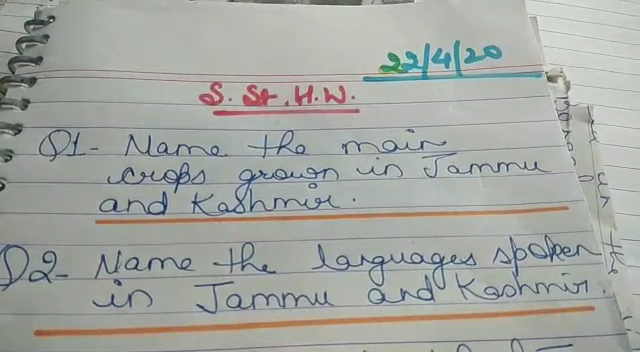 22/4/20
S. St. H.W.
Q1- Name the main
crops grown in Jammu
and Kashmir.
Q2- Name the languages spoken
in Jammu and Kashmir.